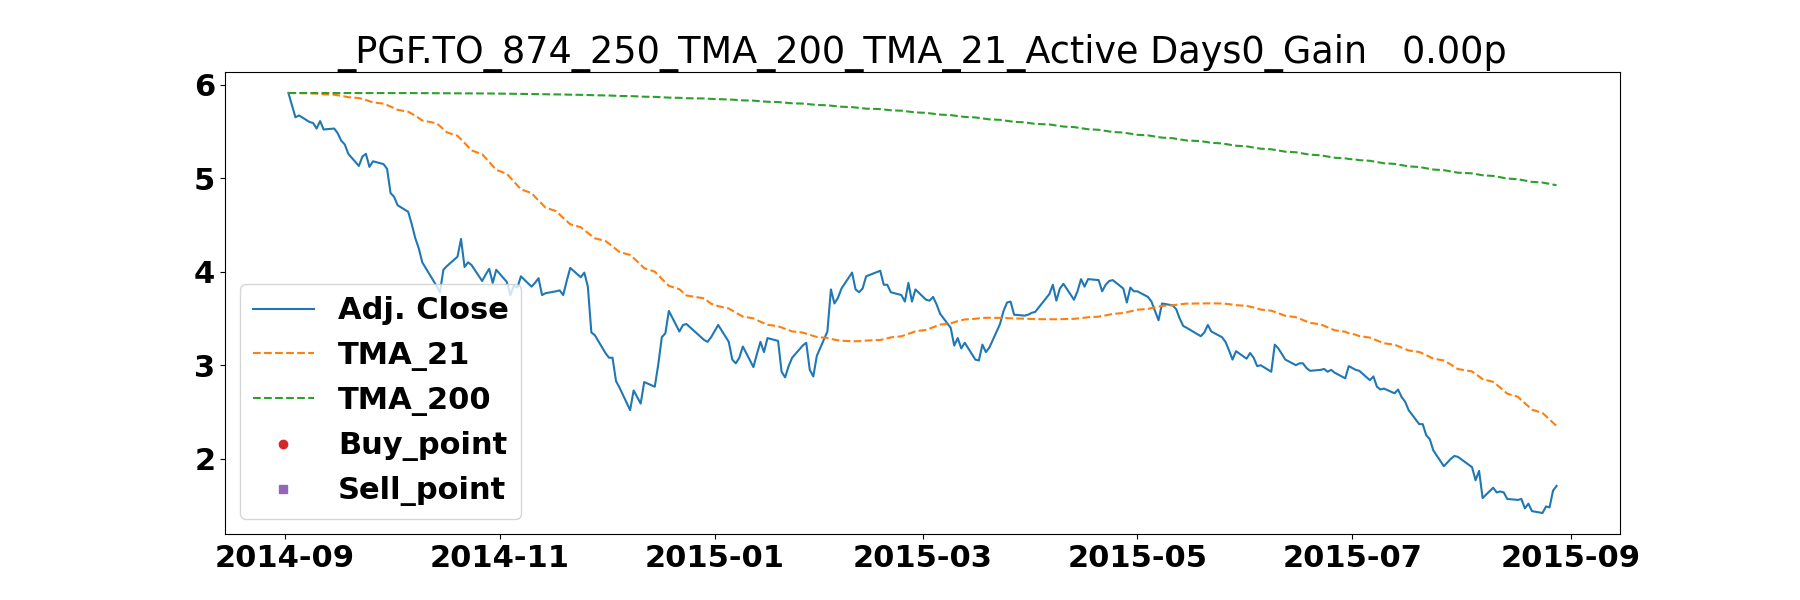 _PGF.TO_874_250_TMA_200_TMA_21_Active Days0_Gain   0.00p
6
5
4
3
2
Adj. Close
TMA_21
TMA_200
Buy_point
Sell_point
2014-09 2014-11 2015-01 2015-03 2015-05 2015-07 2015-09